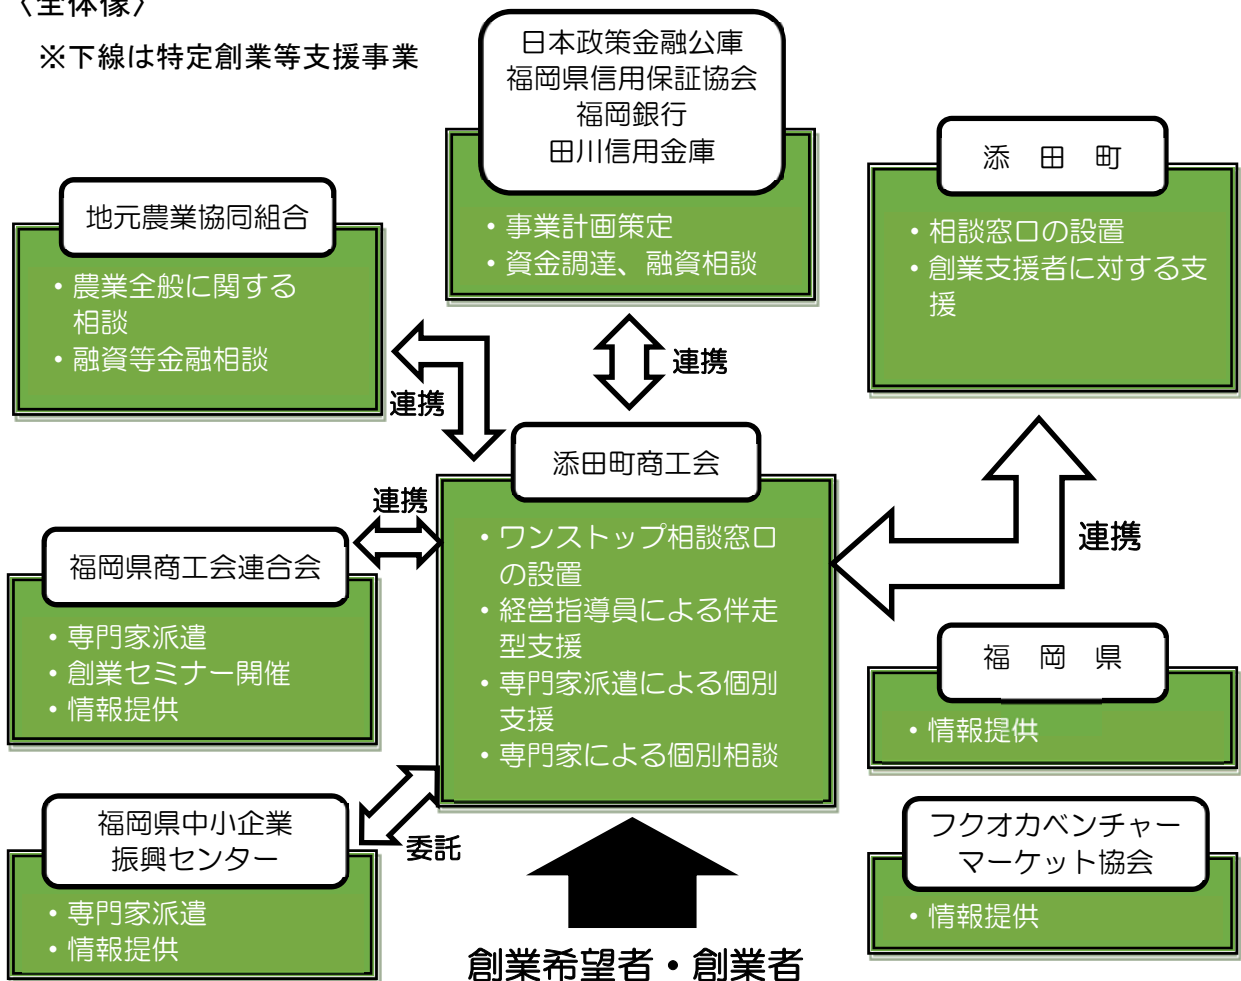 〈全体像〉
※下線は特定創業等支援事業
日本政策金融公庫
福岡県信用保証協会
福岡銀行
田川信用金庫
・事業計画策定
・資金調達、融資相談
添 田 町
・相談窓口の設置
・創業支援者に対する支
援
地元農業協同組合
・農業全般に関する
相談
・融資等金融相談
連携
連携
連携
連携
添田町商工会
・ワンストップ相談窓口
の設置
・経営指導員による伴走
型支援
・専門家派遣による個別
支援
・専門家による個別相談
福岡県商工会連合会
・専門家派遣
・創業セミナー開催
・情報提供
福 岡 県
・情報提供
福岡県中小企業
振興センター
・専門家派遣
・情報提供
委託
フクオカベンチャー
マーケット協会
・情報提供
創業希望者・創業者